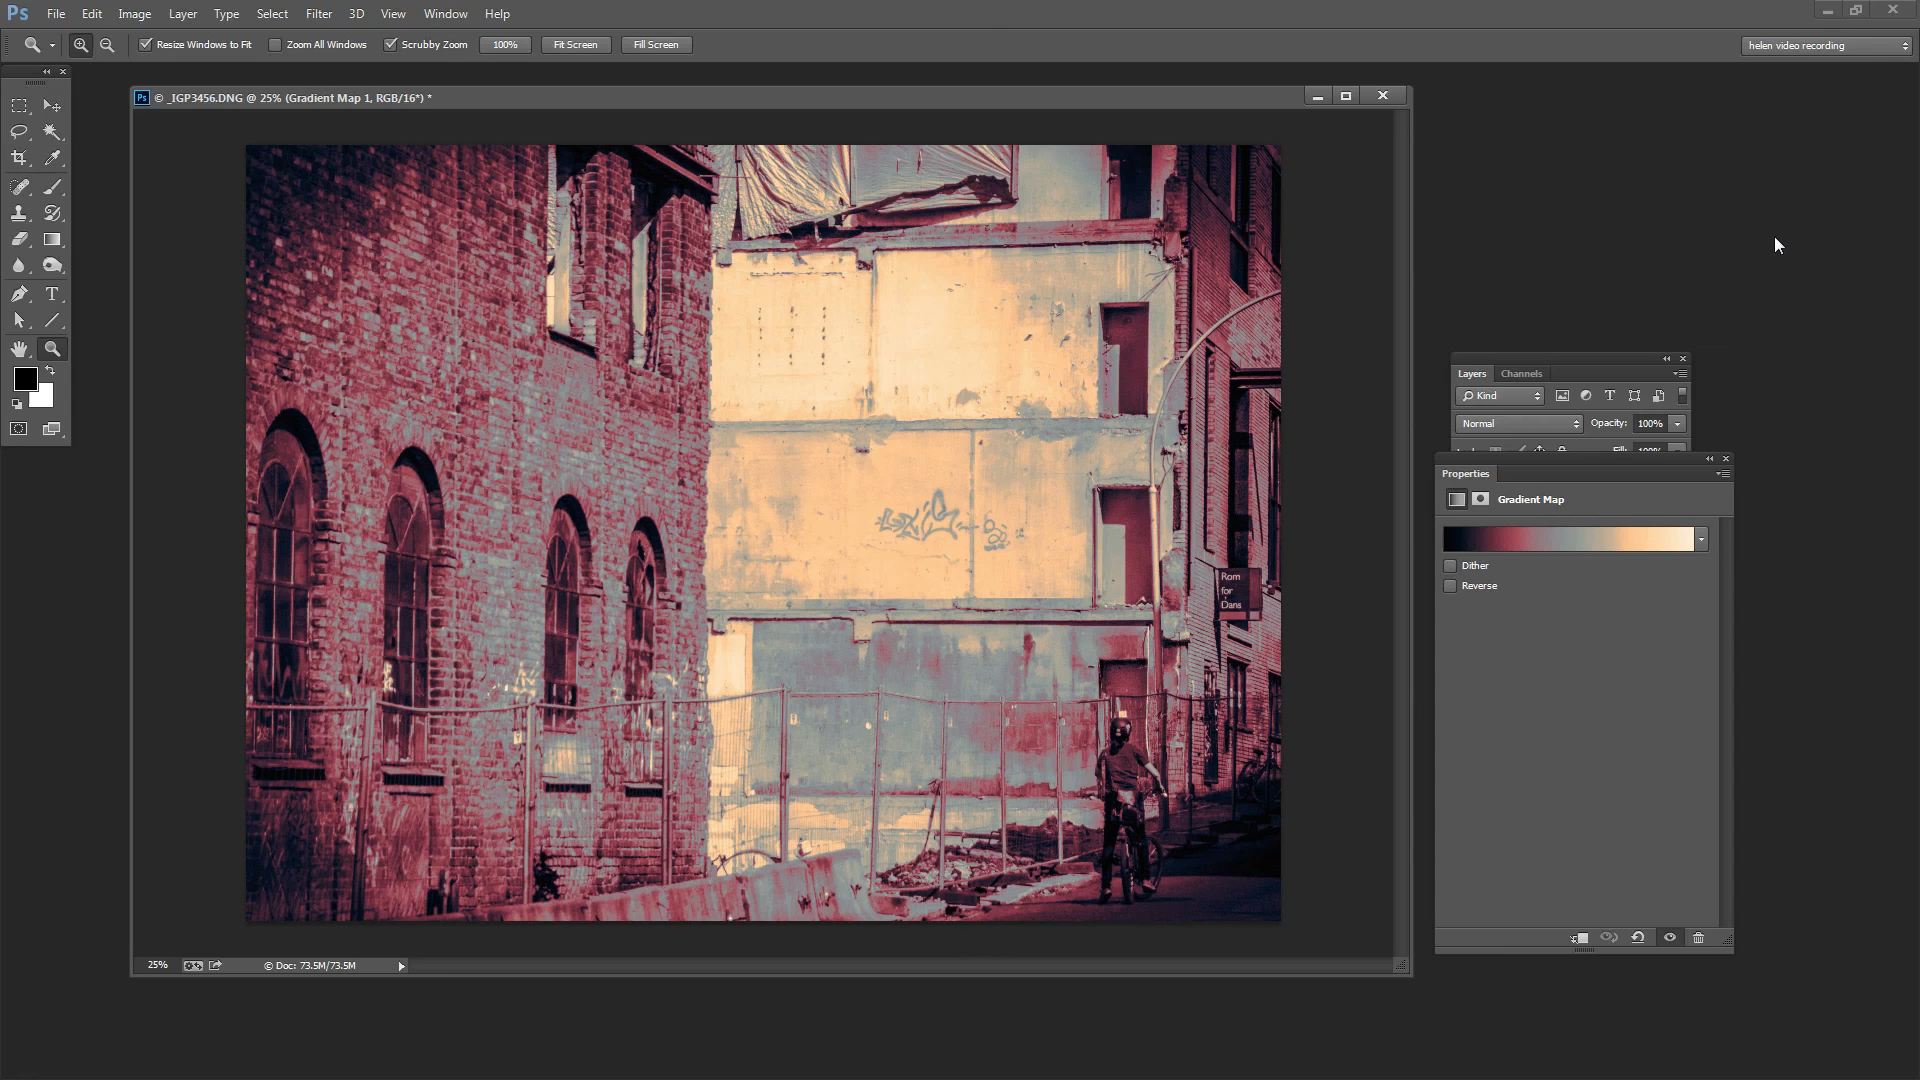 Ps File Edit Image Layer Type Select Filter 3D View Window Help
Resize Windows to Fit Zoom All Windows Scrubby Zoom 100% Fit Screen Fill Screen helen video recording
Ps © _IGP3456.DNG @ 25% (Gradient Map 1, RGB/16*) *
Layers Channels
Kind
Normal Opacity: 100%
Properties
Gradient Map
Dither
Reverse
Rom
for
Dans
25% © Doc: 73.5M/73.5M